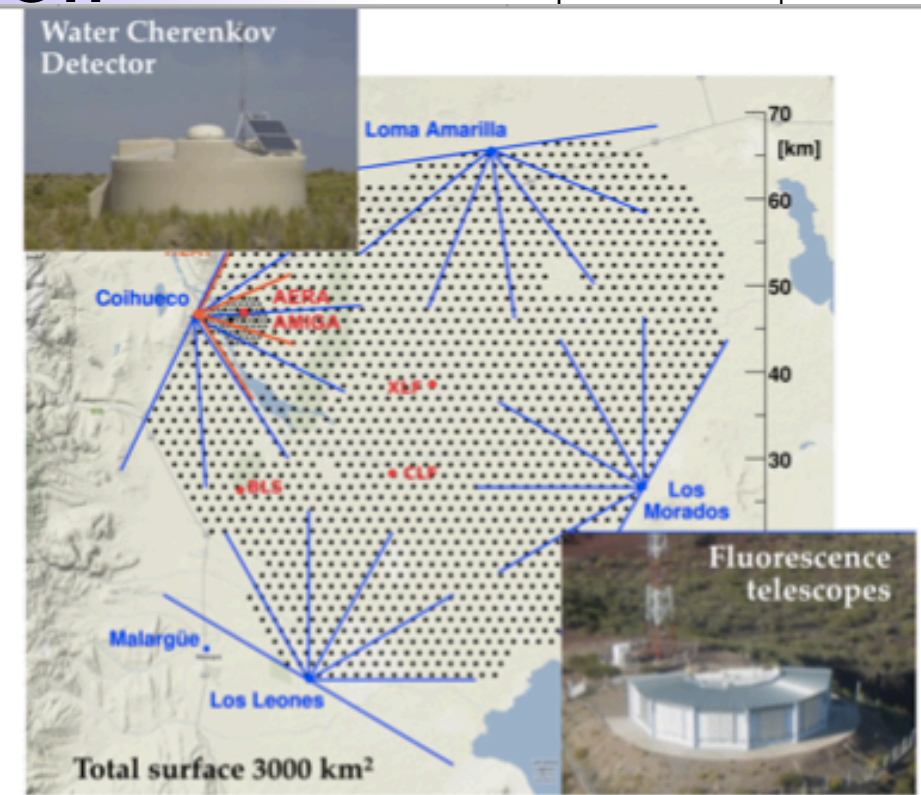 Water Cherenkov
Detector
Loma Amarilla
70
[km]
60
50
40
30
Coihueco
AERA
AMIGA
XLF
CLF
BLS
Los
Morados
Fluorescence
telescopes
Malargüe
Los Leones
Total surface 3000 km²